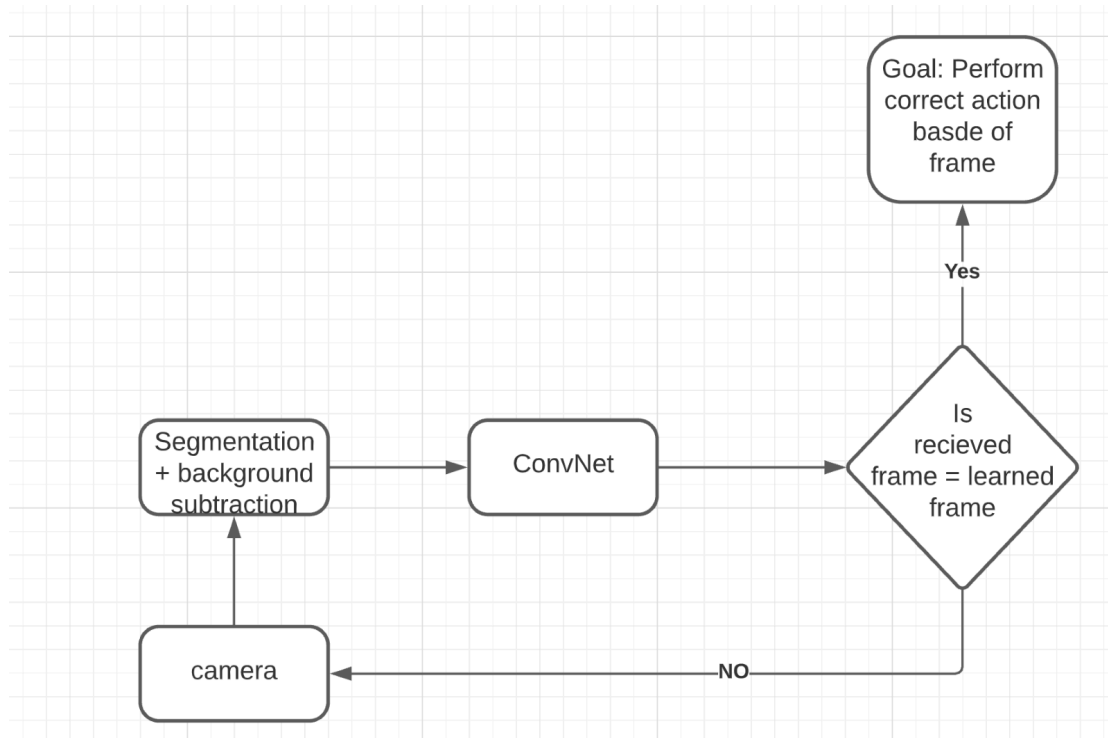 Goal: Perform
correct action
basde of
frame
Yes
Is
recieved
frame = learned
frame
Segmentation
+ background
subtraction
ConvNet
camera
NO